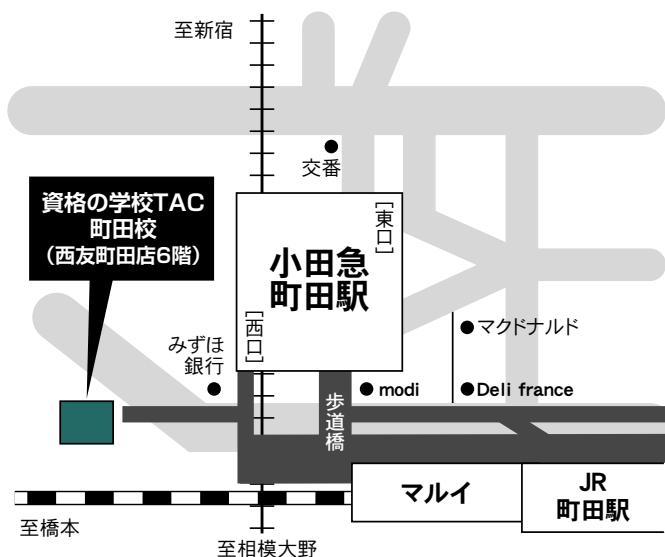 至新宿
交番
資格の学校TAC
町田校
（西友町田店6階）
［東口］
小田急
町田駅
［西口］
みずほ
銀行
マクドナルド
modi
Deli france
歩道橋
マルイ
JR
町田駅
至橋本
至相模大野